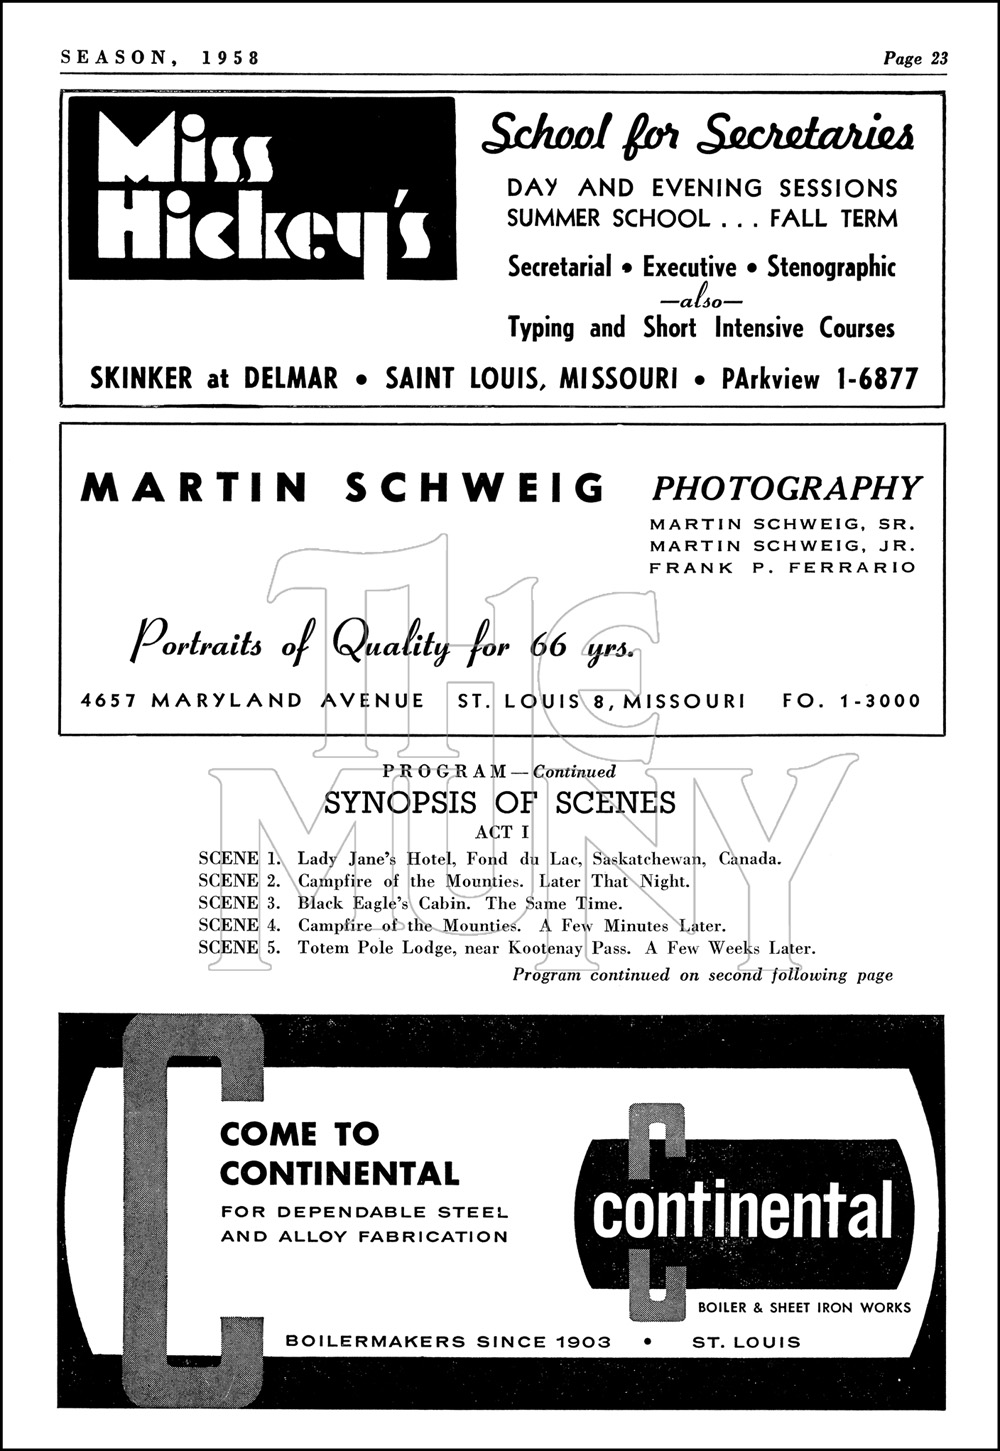 SEASON, 1958
Page 23
Miss
Hickey's
School for Secretaries
DAY AND EVENING SESSIONS
SUMMER SCHOOL . . . FALL TERM
Secretarial • Executive • Stenographic
—also—
Typing and Short Intensive Courses
SKINKER at DELMAR • SAINT LOUIS, MISSOURI • PArkview 1-6877
MARTIN SCHWEIG
PHOTOGRAPHY
MARTIN SCHWEIG, SR.
MARTIN SCHWEIG, JR.
FRANK P. FERRARIO
Portraits of Quality for 66 yrs.
4657 MARYLAND AVENUE ST. LOUIS 8, MISSOURI FO. 1-3000
THE
MUNY
PROGRAM—Continued
SYNOPSIS OF SCENES
ACT I
SCENE 1. Lady Jane's Hotel, Fond du Lac, Saskatchewan, Canada.
SCENE 2. Campfire of the Mounties. Later That Night.
SCENE 3. Black Eagle's Cabin. The Same Time.
SCENE 4. Campfire of the Mounties. A Few Minutes Later.
SCENE 5. Totem Pole Lodge, near Kootenay Pass. A Few Weeks Later.
Program continued on second following page
COME TO
CONTINENTAL
FOR DEPENDABLE STEEL
AND ALLOY FABRICATION
C
continental
BOILER & SHEET IRON WORKS
BOILERMAKERS SINCE 1903 • ST. LOUIS